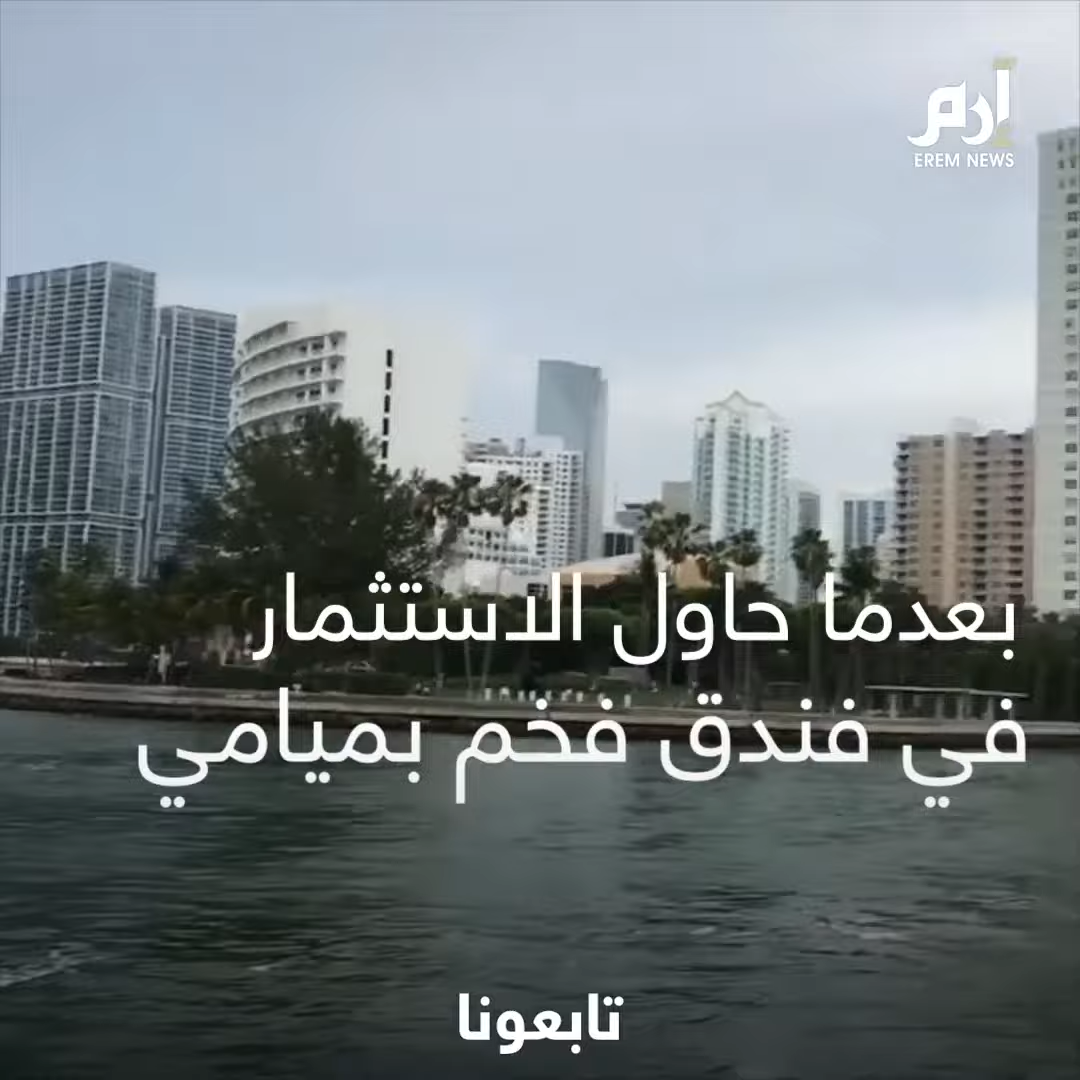 إرم
EREM NEWS
بعدما حاول الاستثمار
في فندق فخم بميامي
تابعونا